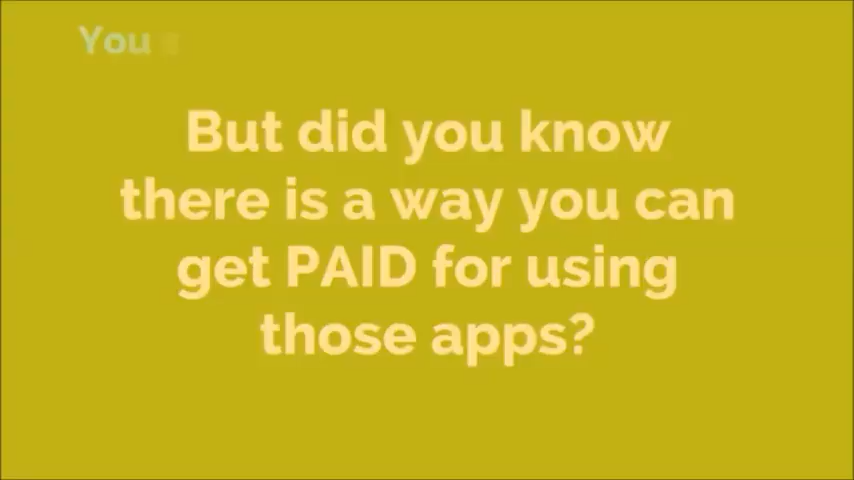 You
But did you know
there is a way you can
get PAID for using
those apps?